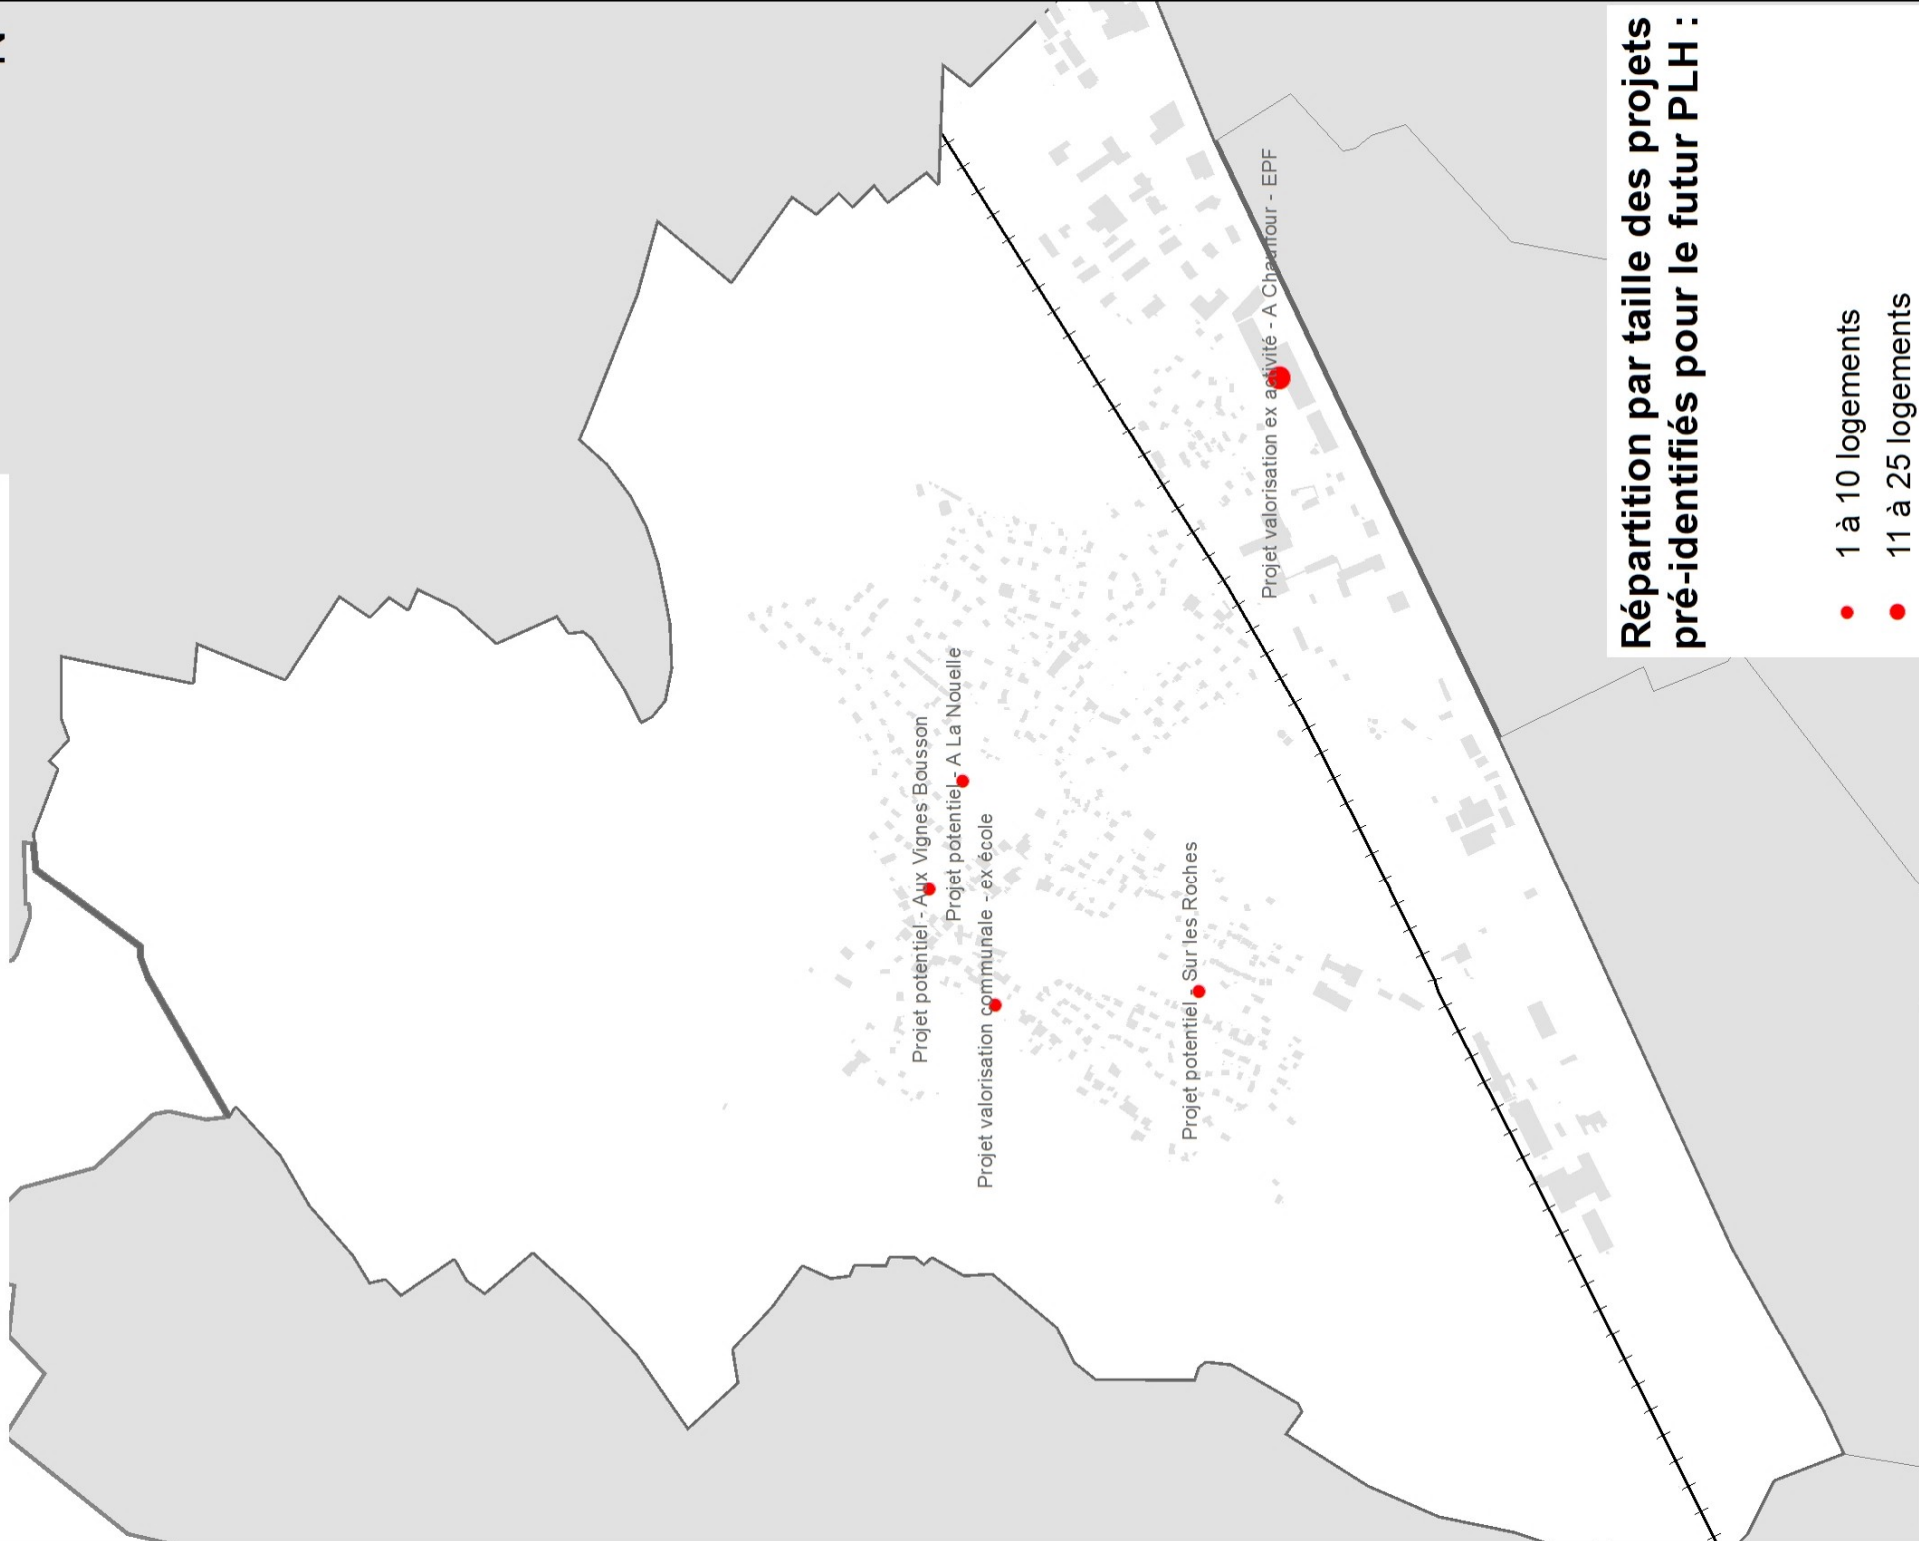 Répartition par taille des projets
pré-identifiés pour le futur PLH :
1 à 10 logements
11 à 25 logements
Projet potentiel - Aux Vignes Bousson
Projet potentiel - A La Nouelle
Projet valorisation communale - ex école
Projet potentiel - Sur les Roches
Projet valorisation ex activité - A Chaufour - EPF